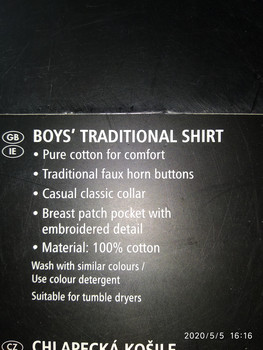 GB
IE
BOYS' TRADITIONAL SHIRT
• Pure cotton for comfort
• Traditional faux horn buttons
• Casual classic collar
• Breast patch pocket with
embroidered detail
• Material: 100% cotton
Wash with similar colours /
Use colour detergent
Suitable for tumble dryers
2020/5/5 16:16
CZ
CHLAPECKÁ KOŠILE